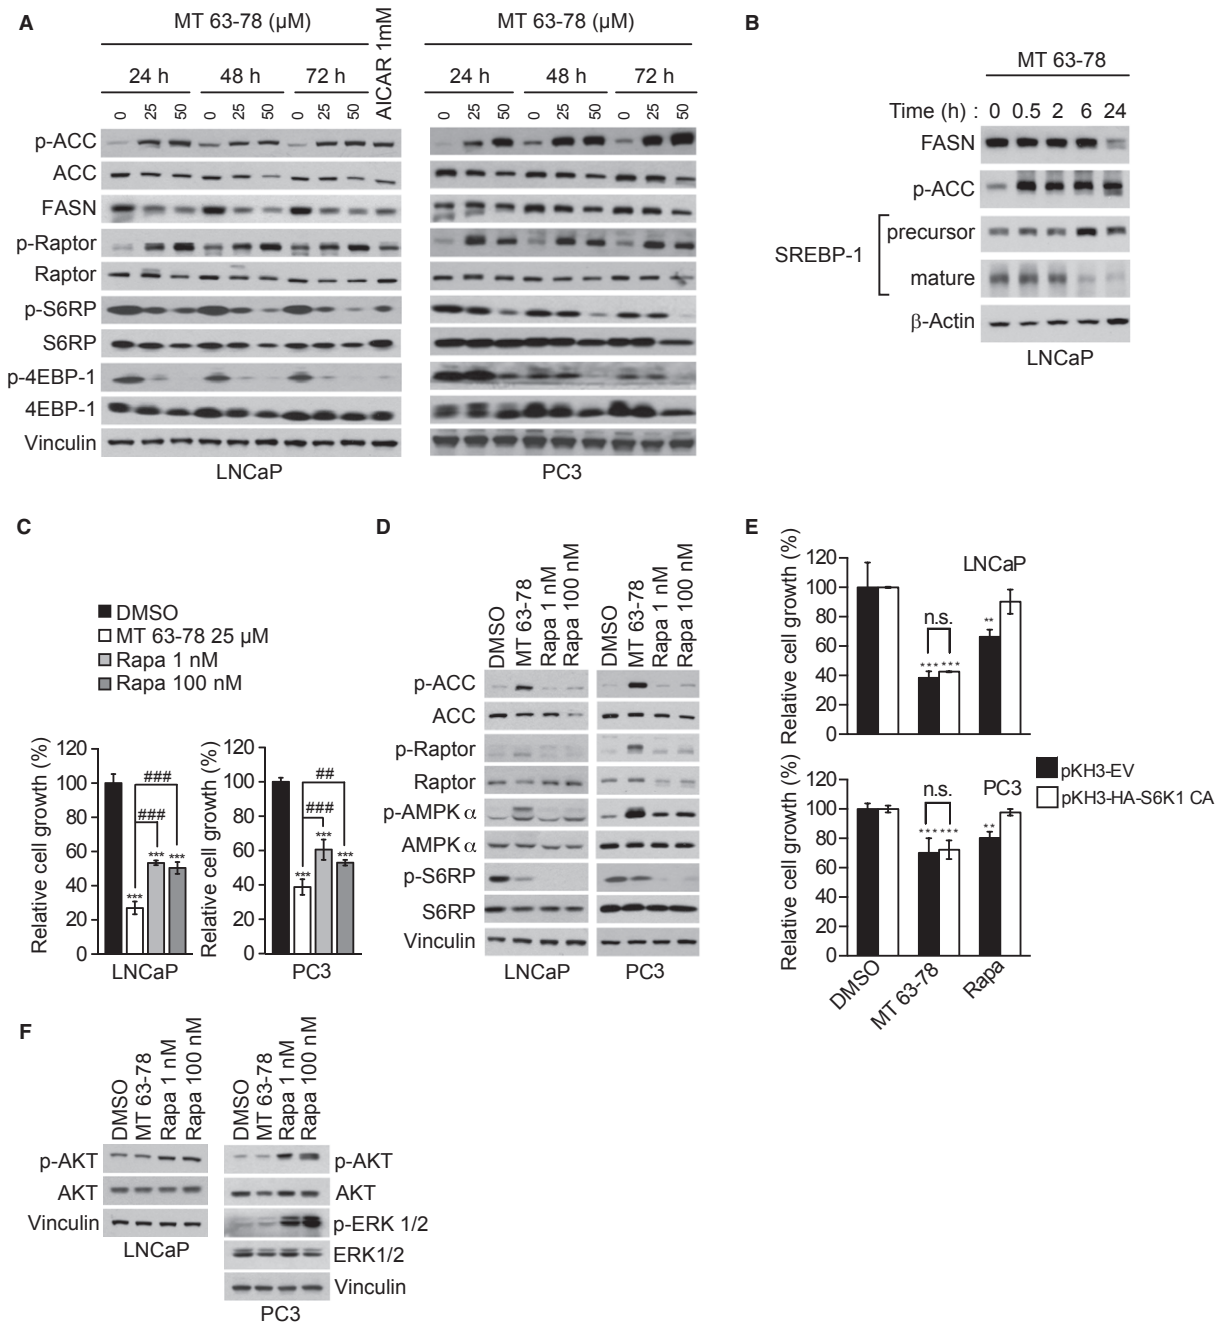 A
MT 63-78 (µM)
AICAR 1mM
MT 63-78 (µM)
24 h
48 h
72 h
24 h
48 h
72 h
0 25 50 0 25 50 0 25 50
0 25 50 0 25 50 0 25 50
p-ACC
ACC
FASN
p-Raptor
Raptor
p-S6RP
S6RP
p-4EBP-1
4EBP-1
Vinculin
LNCaP
PC3
B
MT 63-78
Time (h) : 0 0.5 2 6 24
FASN
p-ACC
SREBP-1
precursor
mature
β-Actin
LNCaP
C
DMSO
MT 63-78 25 µM
Rapa 1 nM
Rapa 100 nM
Relative cell growth (%)
120
100
80
60
40
20
0
###
###
***
***
***
LNCaP
Relative cell growth (%)
120
100
80
60
40
20
0
##
###
***
***
***
PC3
D
DMSO
MT 63-78
Rapa 1 nM
Rapa 100 nM
DMSO
MT 63-78
Rapa 1 nM
Rapa 100 nM
p-ACC
ACC
p-Raptor
Raptor
p-AMPK α
AMPK α
p-S6RP
S6RP
Vinculin
LNCaP
PC3
E
Relative cell growth (%)
120
100
80
60
40
20
0
LNCaP
n.s.
*** ***
**
Relative cell growth (%)
120
100
80
60
40
20
0
PC3
n.s.
*** ***
**
DMSO
MT 63-78
Rapa
pKH3-EV
pKH3-HA-S6K1 CA
F
DMSO
MT 63-78
Rapa 1 nM
Rapa 100 nM
p-AKT
AKT
Vinculin
LNCaP
DMSO
MT 63-78
Rapa 1 nM
Rapa 100 nM
p-AKT
AKT
p-ERK 1/2
ERK1/2
Vinculin
PC3